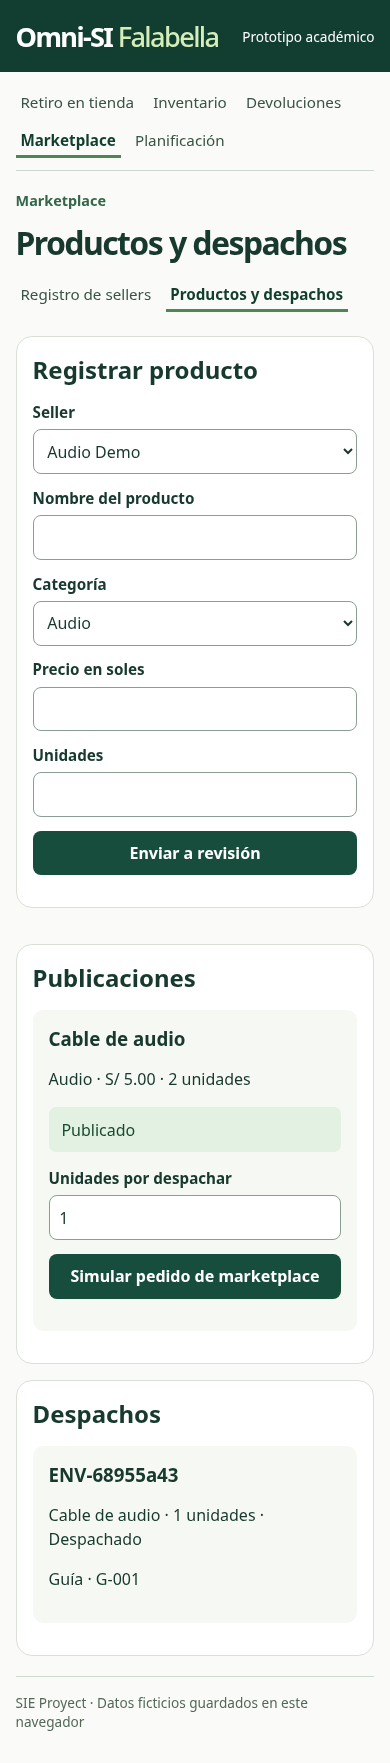 Omni-SI Falabella
Prototipo académico
Retiro en tienda
Inventario
Devoluciones
Marketplace
Planificación
Marketplace
Productos y despachos
Registro de sellers
Productos y despachos
Registrar producto
Seller
Audio Demo
Nombre del producto
Categoría
Audio
Precio en soles
Unidades
Enviar a revisión
Publicaciones
Cable de audio
Audio · S/ 5.00 · 2 unidades
Publicado
Unidades por despachar
1
Simular pedido de marketplace
Despachos
ENV-68955a43
Cable de audio · 1 unidades ·
Despachado
Guía · G-001
SIE Proyect · Datos ficticios guardados en este
navegador